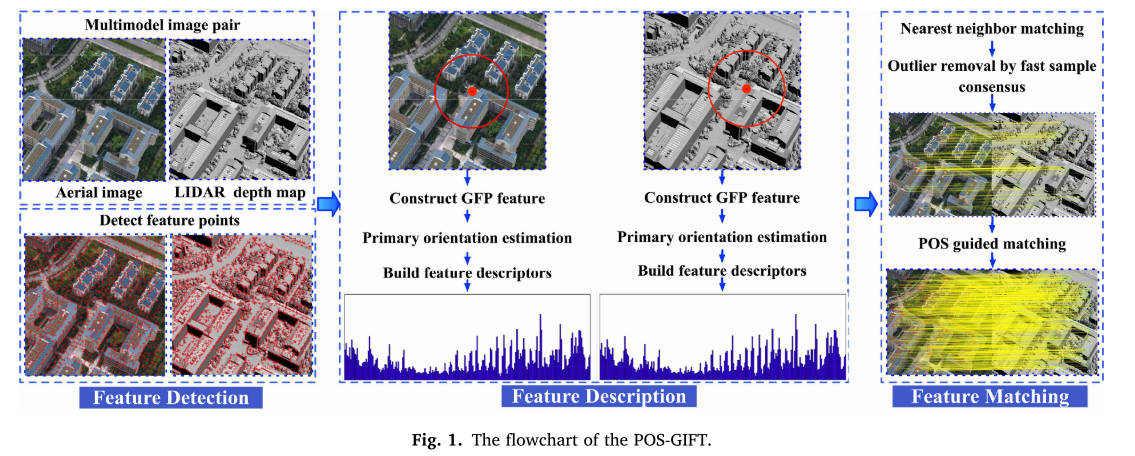 Multimodel image pair
Aerial image
LIDAR depth map
Detect feature points
Feature Detection
Construct GFP feature
Primary orientation estimation
Build feature descriptors
Construct GFP feature
Primary orientation estimation
Build feature descriptors
Feature Description
Nearest neighbor matching
Outlier removal by fast sample
consensus
POS guided matching
Feature Matching
Fig. 1. The flowchart of the POS-GIFT.